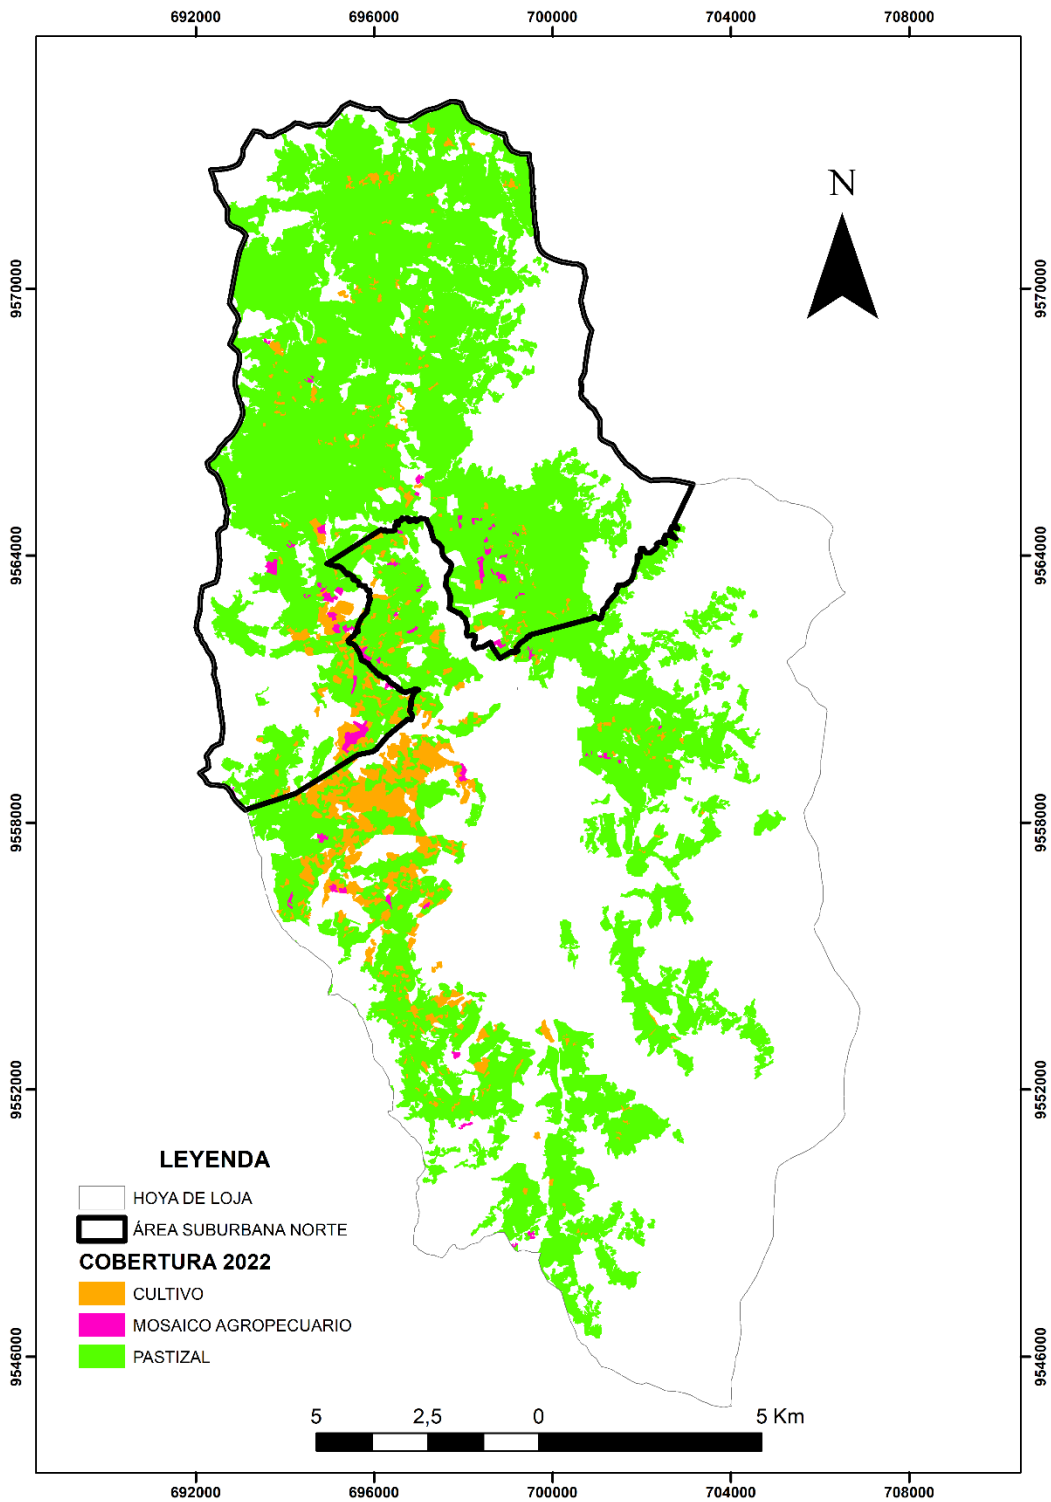 692000 696000 700000 704000 708000
N
9570000 9570000
9564000 9564000
9558000 9558000
9552000 9552000
LEYENDA
HOYA DE LOJA
ÁREA SUBURBANA NORTE
COBERTURA 2022
CULTIVO
MOSAICO AGROPECUARIO
PASTIZAL
9546000 9546000
5 2,5 0 5 Km
692000 696000 700000 704000 708000